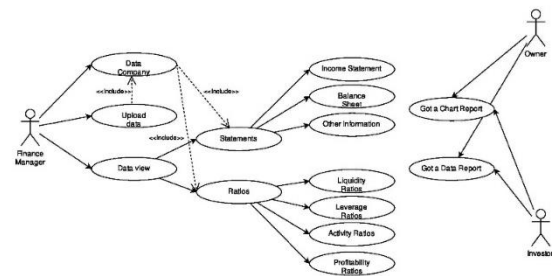 Data
Company
<<Include>>
<<Include>>
Upload
data
<<Include>>
Finance
Manager
Data view
Statements
Ratios
Income Statement
Balance
Sheet
Other Information
Liquidity
Ratios
Leverage
Ratios
Activity Ratios
Profitability
Ratios
Owner
Got a Chart Report
Got a Data Report
Investor